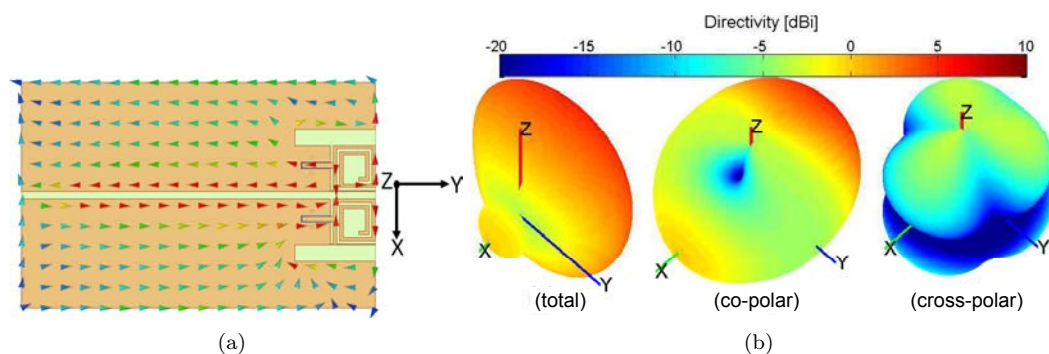 Directivity [dBi]
-20 -15 -10 -5 0 5 10
Z Y X
Z X Y
Z X Y
Z X Y
(total) (co-polar) (cross-polar)
(a) (b)